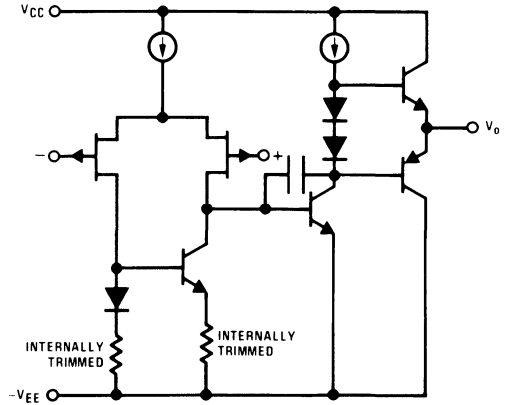 VCC
−
+
Vo
INTERNALLY
TRIMMED
INTERNALLY
TRIMMED
−VEE